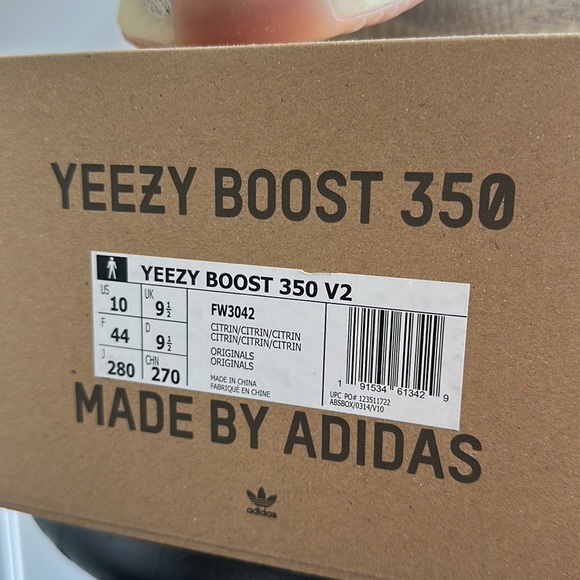 YEEZY BOOST 350
YEEZY BOOST 350 V2
US 10 UK 9½
F 44 D 9½
J 280 CHN 270
FW3042
CITRIN/CITRIN/CITRIN
CITRIN/CITRIN/CITRIN
ORIGINALS
ORIGINALS
MADE IN CHINA
FABRIQUÉ EN CHINE
1 91534 61342 9
UPC PO# 123511722
ABSBOX/0314/V10
MADE BY ADIDAS
adidas